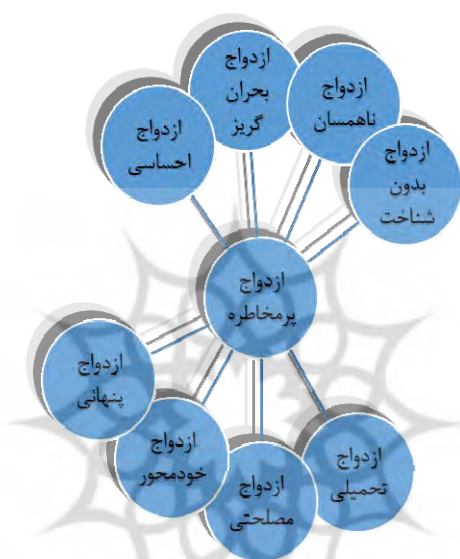 ازدواج
بحران
گریز
ازدواج
ناهمسان
ازدواج
بدون
شناخت
ازدواج
احساسی
ازدواج
پرمخاطره
ازدواج
پنهانی
ازدواج
خودمحور
ازدواج
مصلحتی
ازدواج
تحمیلی